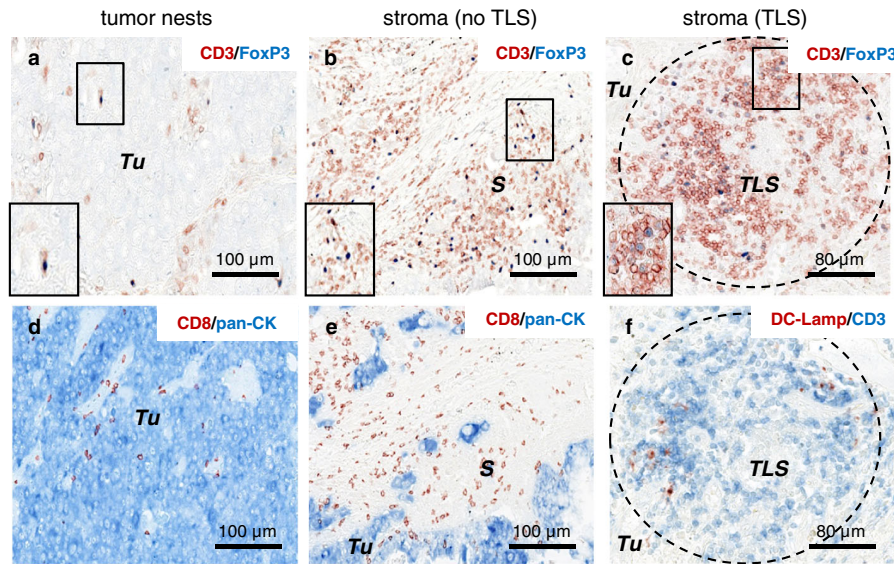 tumor nests
stroma (no TLS)
stroma (TLS)
a
CD3/FoxP3
Tu
100 µm
b
CD3/FoxP3
S
100 µm
c
CD3/FoxP3
Tu
TLS
80 µm
d
CD8/pan-CK
Tu
100 µm
e
CD8/pan-CK
S
Tu
100 µm
f
DC-Lamp/CD3
TLS
Tu
80 µm